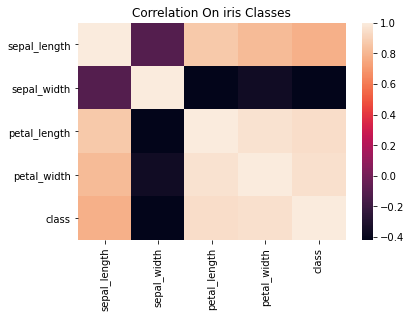 Correlation On iris Classes
sepal_length
sepal_width
petal_length
petal_width
class
sepal_length
sepal_width
petal_length
petal_width
class
1.0
0.8
0.6
0.4
0.2
0.0
−0.2
−0.4